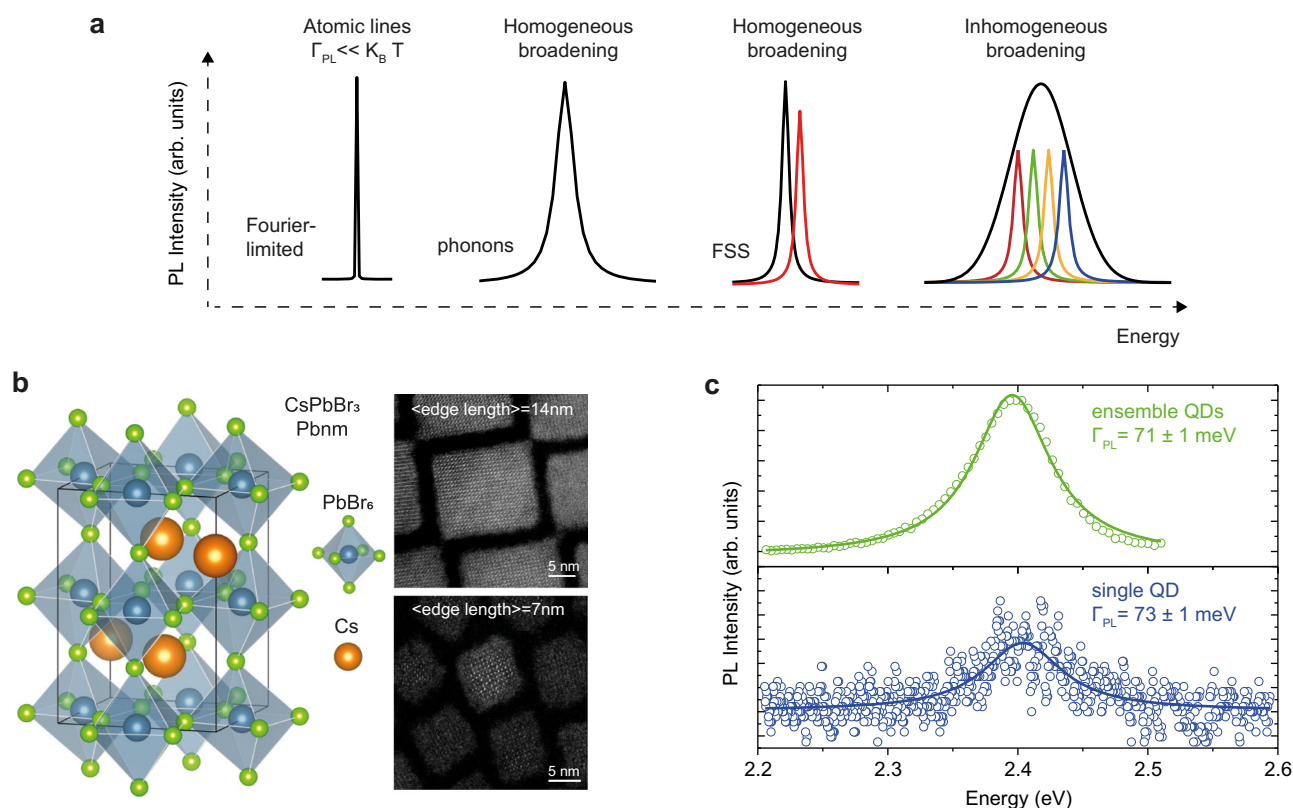 a
Atomic lines
Γ_PL << K_B T
Homogeneous
broadening
Homogeneous
broadening
Inhomogeneous
broadening
PL Intensity (arb. units)
Fourier-
limited
phonons
FSS
Energy
b
CsPbBr₃
Pbnm
PbBr₆
Cs
<edge length>=14nm
5 nm
<edge length>=7nm
5 nm
c
PL Intensity (arb. units)
ensemble QDs
Γ_PL = 71 ± 1 meV
single QD
Γ_PL = 73 ± 1 meV
2.2 2.3 2.4 2.5 2.6
Energy (eV)